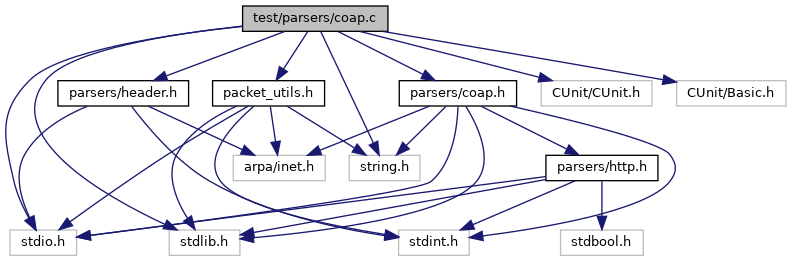 test/parsers/coap.c
parsers/header.h
packet_utils.h
parsers/coap.h
CUnit/CUnit.h
CUnit/Basic.h
arpa/inet.h
string.h
parsers/http.h
stdio.h
stdlib.h
stdint.h
stdbool.h